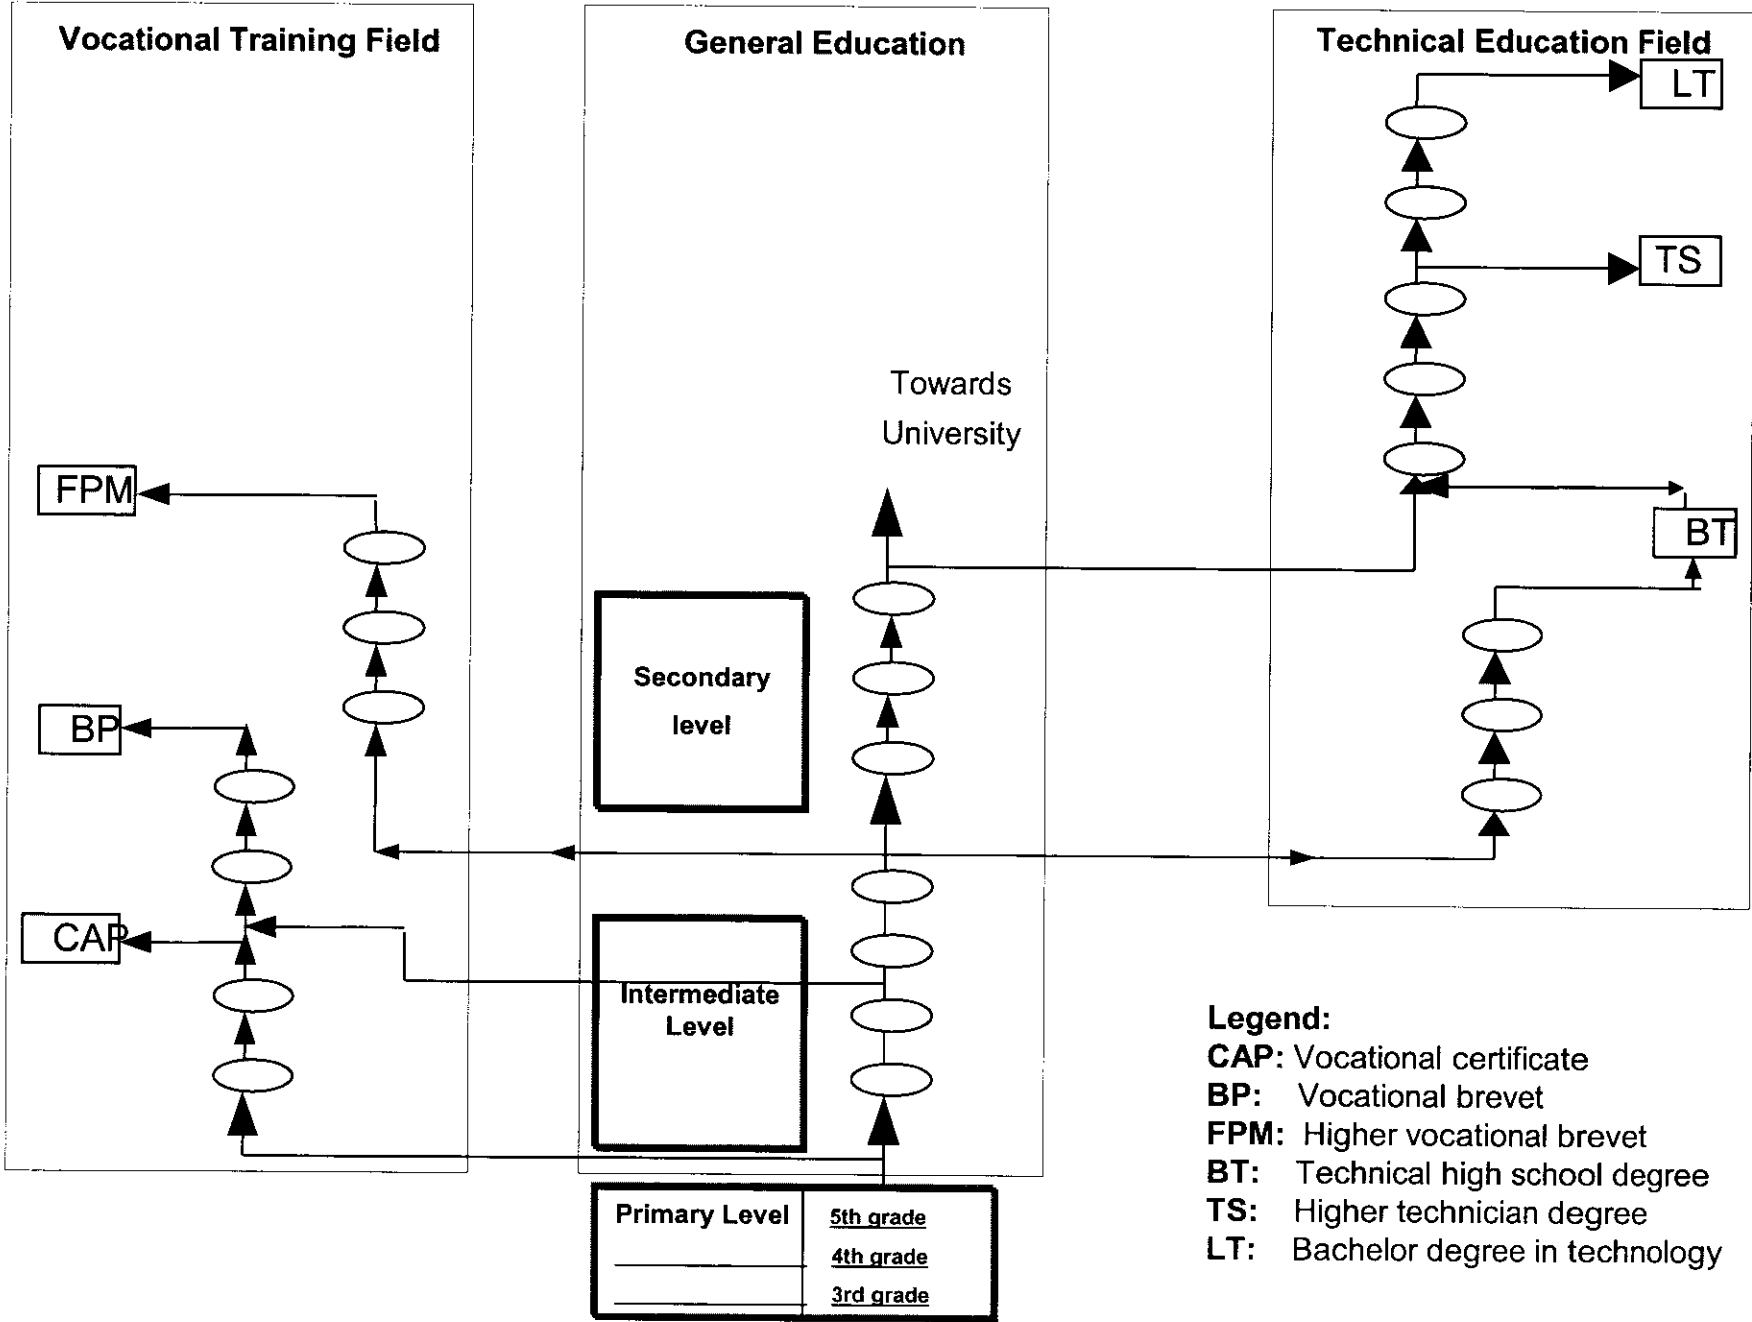 Vocational Training Field
General Education
Technical Education Field
LT
TS
Towards
University
FPM
BT
Secondary
level
BP
CAP
Intermediate
Level
Legend:
CAP: Vocational certificate
BP: Vocational brevet
FPM: Higher vocational brevet
BT: Technical high school degree
TS: Higher technician degree
LT: Bachelor degree in technology
Primary Level
5th grade
4th grade
3rd grade